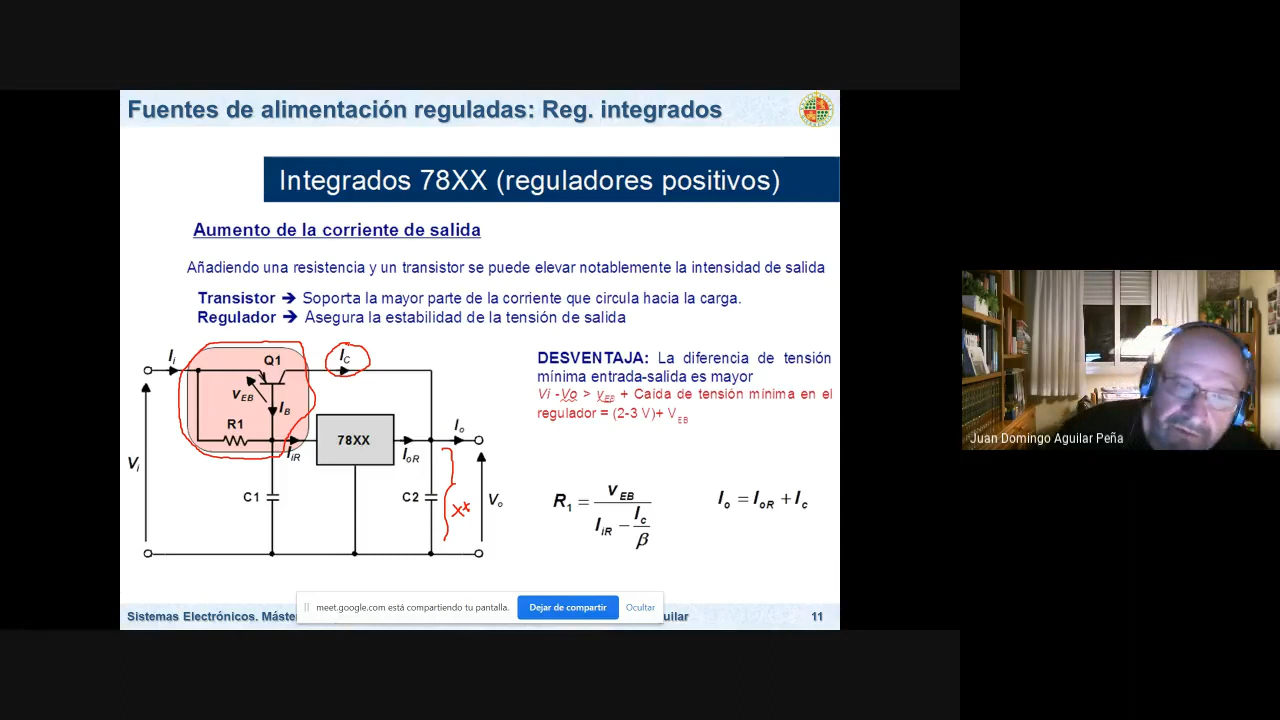 Fuentes de alimentación reguladas: Reg. integrados
Integrados 78XX (reguladores positivos)
Aumento de la corriente de salida
Añadiendo una resistencia y un transistor se puede elevar notablemente la intensidad de salida
Transistor ➔ Soporta la mayor parte de la corriente que circula hacia la carga.
Regulador ➔ Asegura la estabilidad de la tensión de salida
Ii
Q1
IC
vEB
IB
R1
IiR
78XX
IoR
Io
Vi
C1
C2
xx
Vo
DESVENTAJA: La diferencia de tensión
mínima entrada-salida es mayor
Vi -Vo > vEB + Caída de tensión mínima en el
regulador = (2-3 V)+ VEB
R1 = vEB / (IiR − Ic/β)
Io = IoR + Ic
Juan Domingo Aguilar Peña
Sistemas Electrónicos. Máste
uilar
11
meet.google.com está compartiendo tu pantalla.
Dejar de compartir
Ocultar